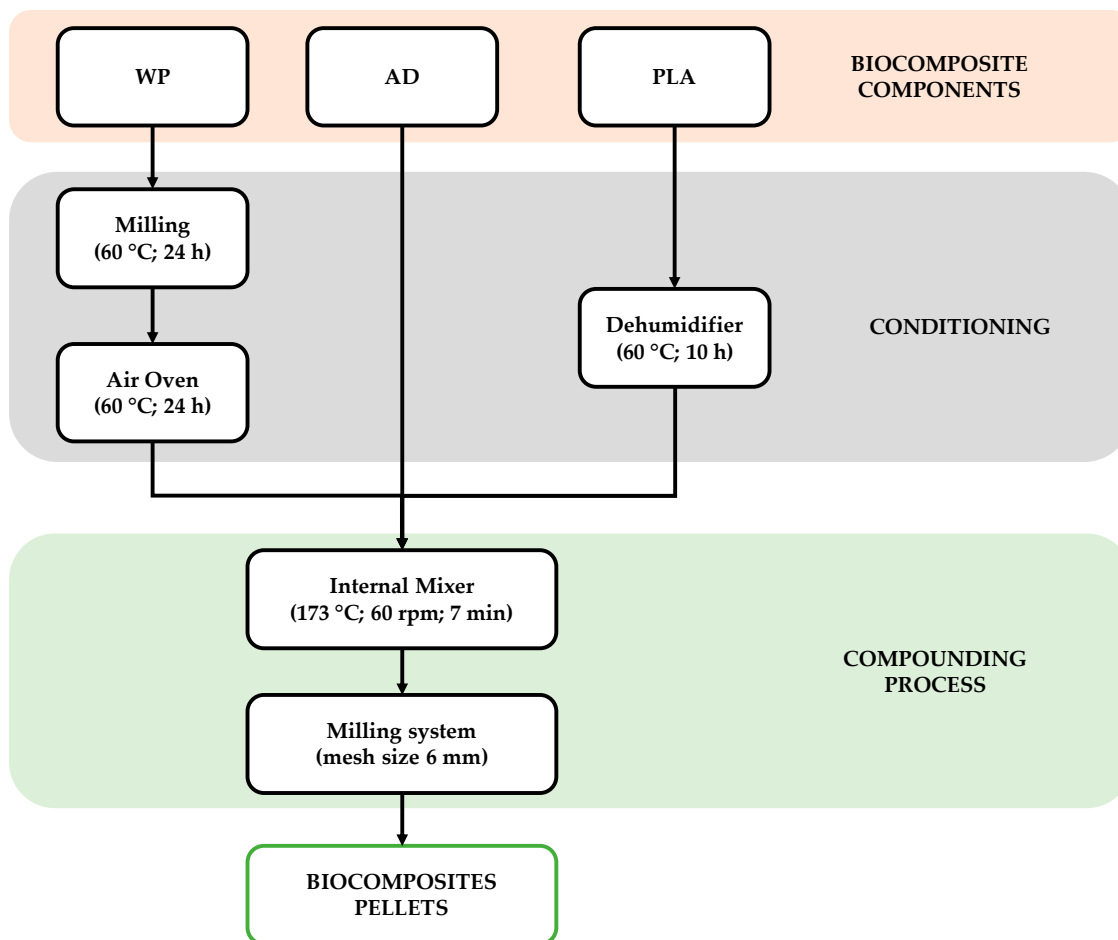 WP
AD
PLA
BIOCOMPOSITE
COMPONENTS
Milling
(60 °C; 24 h)
Air Oven
(60 °C; 24 h)
Dehumidifier
(60 °C; 10 h)
CONDITIONING
Internal Mixer
(173 °C; 60 rpm; 7 min)
Milling system
(mesh size 6 mm)
COMPOUNDING
PROCESS
BIOCOMPOSITES
PELLETS